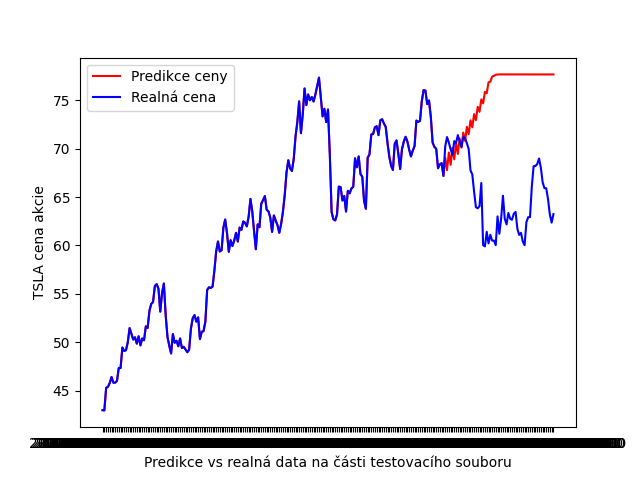 Predikce ceny
Realná cena
TSLA cena akcie
75
70
65
60
55
50
45
Predikce vs realná data na části testovacího souboru